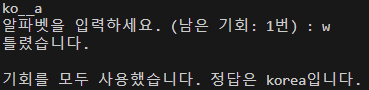 ko__a
알파벳을 입력하세요. (남은 기회: 1번) : w
틀렸습니다.
기회를 모두 사용했습니다. 정답은 korea입니다.